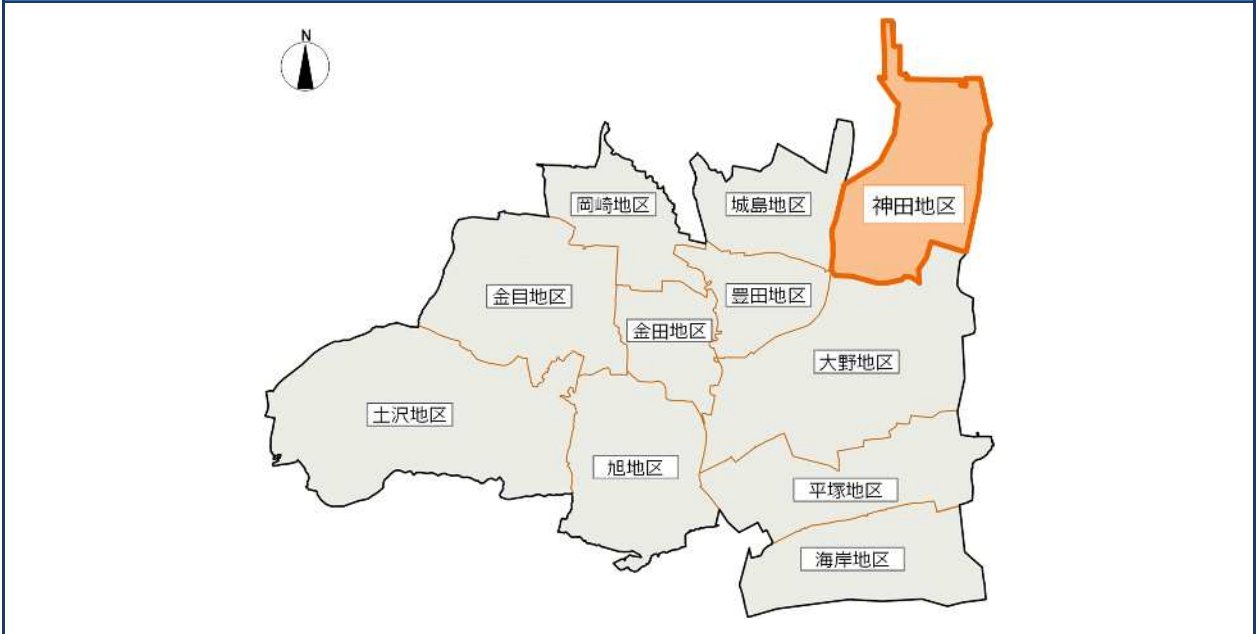 N
神田地区
岡崎地区
城島地区
金目地区
豊田地区
金田地区
大野地区
土沢地区
旭地区
平塚地区
海岸地区